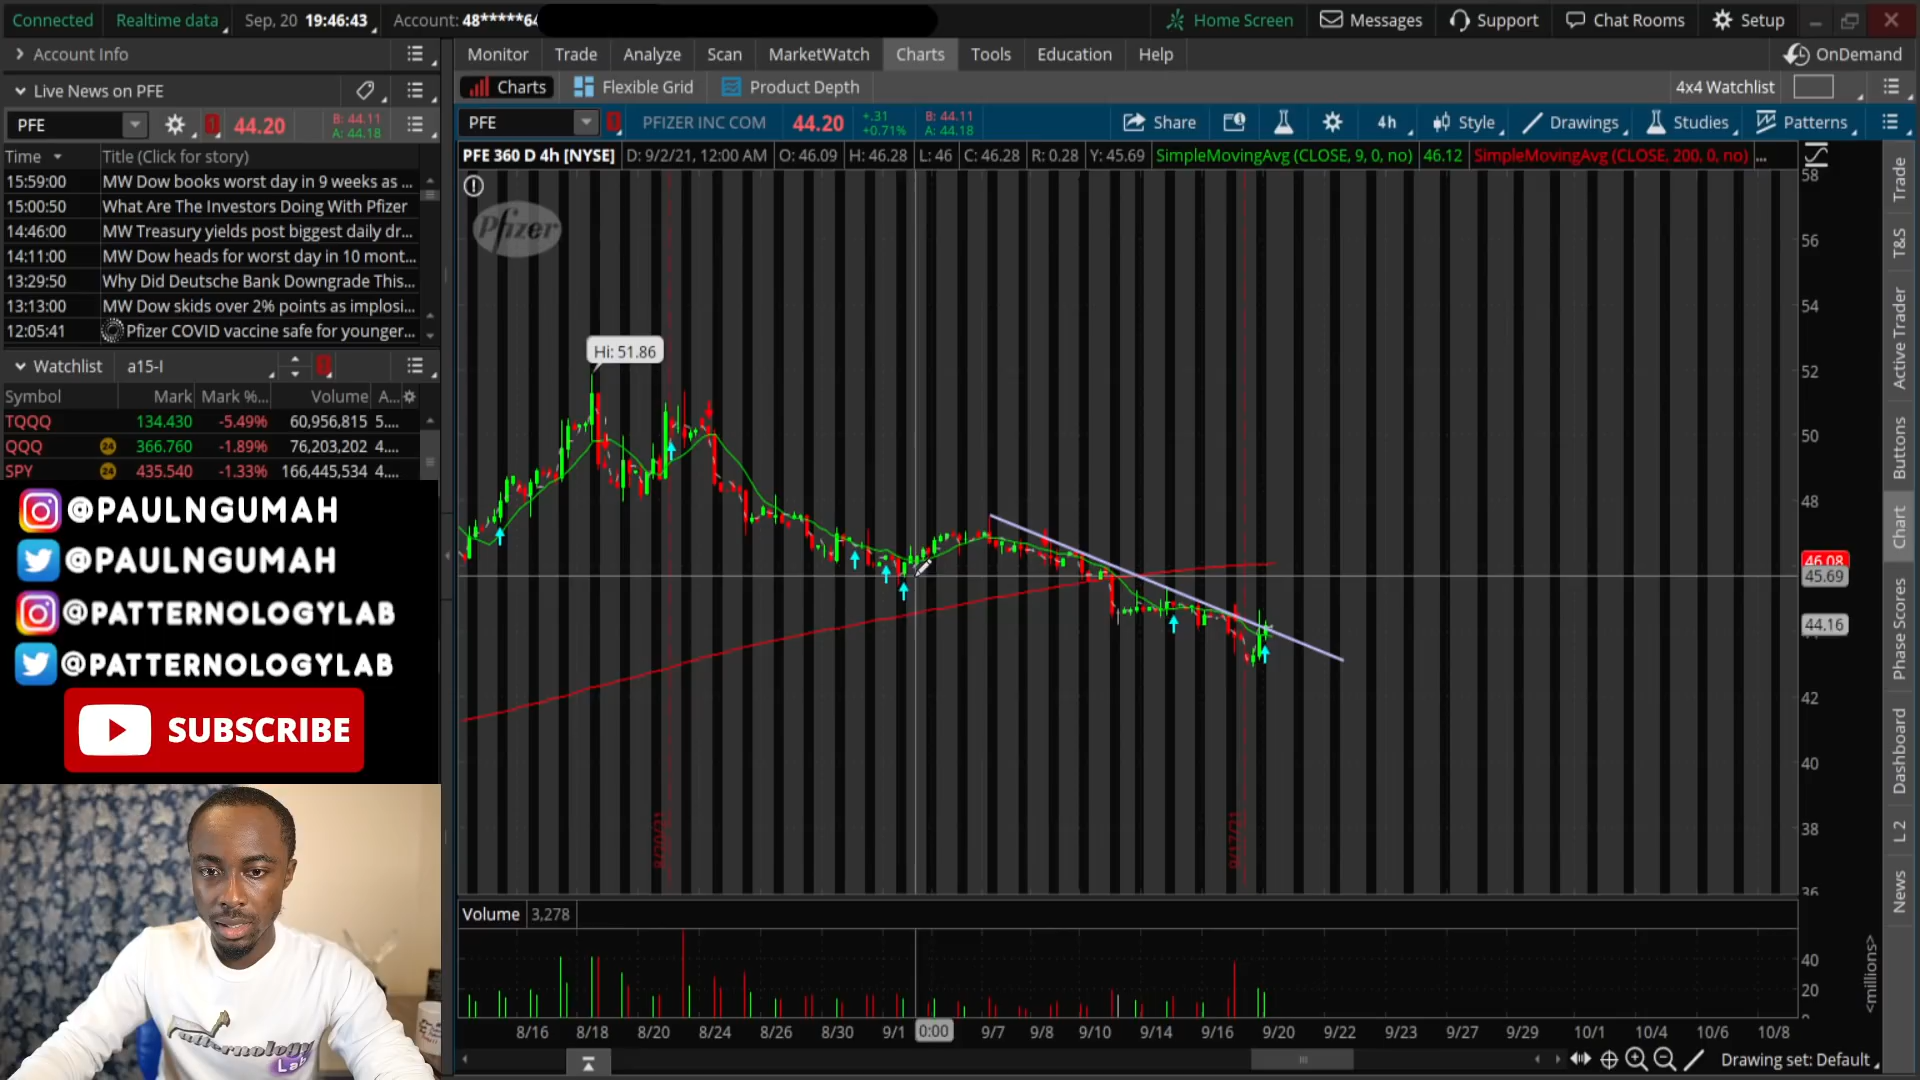 Connected Realtime data Sep, 20 19:46:43 Account: 48*****64 Home Screen Messages Support Chat Rooms Setup
Account Info
Monitor Trade Analyze Scan MarketWatch Charts Tools Education Help OnDemand
Live News on PFE
Charts Flexible Grid Product Depth 4x4 Watchlist
PFE 44.20 B: 44.11 A: 44.18
PFE PFIZER INC COM 44.20 +.31 +0.71% B: 44.11 A: 44.18 Share 4h Style Drawings Studies Patterns
Time Title (Click for story)
PFE 360 D 4h [NYSE] D: 9/2/21, 12:00 AM O: 46.09 H: 46.28 L: 46 C: 46.28 R: 0.28 Y: 45.69 SimpleMovingAvg (CLOSE, 9, 0, no) 46.12 SimpleMovingAvg (CLOSE, 200, 0, no) ...
15:59:00 MW Dow books worst day in 9 weeks as ...
15:00:50 What Are The Investors Doing With Pfizer
14:46:00 MW Treasury yields post biggest daily dr...
14:11:00 MW Dow heads for worst day in 10 mont...
13:29:50 Why Did Deutsche Bank Downgrade This...
13:13:00 MW Dow skids over 2% points as implosi...
12:05:41 Pfizer COVID vaccine safe for younger...
Pfizer
Watchlist a15-I
Symbol Mark Mark %... Volume A...
TQQQ 134.430 -5.49% 60,956,815 5....
QQQ 24 366.760 -1.89% 76,203,202 4....
SPY 24 435.540 -1.33% 166,445,534 4....
@PAULNGUMAH
@PAULNGUMAH
@PATTERNOLOGYLAB
@PATTERNOLOGYLAB
SUBSCRIBE
Patternology
Lab
Hi: 51.86
8/20/21
9/17/21
58
56
54
52
50
48
46.08
45.69
44.16
42
40
38
36
Volume 3,278
40
20
0
<millions>
8/16 8/18 8/20 8/24 8/26 8/30 9/1 0:00 9/7 9/8 9/10 9/14 9/16 9/20 9/22 9/23 9/27 9/29 10/1 10/4 10/6 10/8
Drawing set: Default
Trade
T&S
Active Trader
Buttons
Chart
Phase Scores
Dashboard
L 2
News